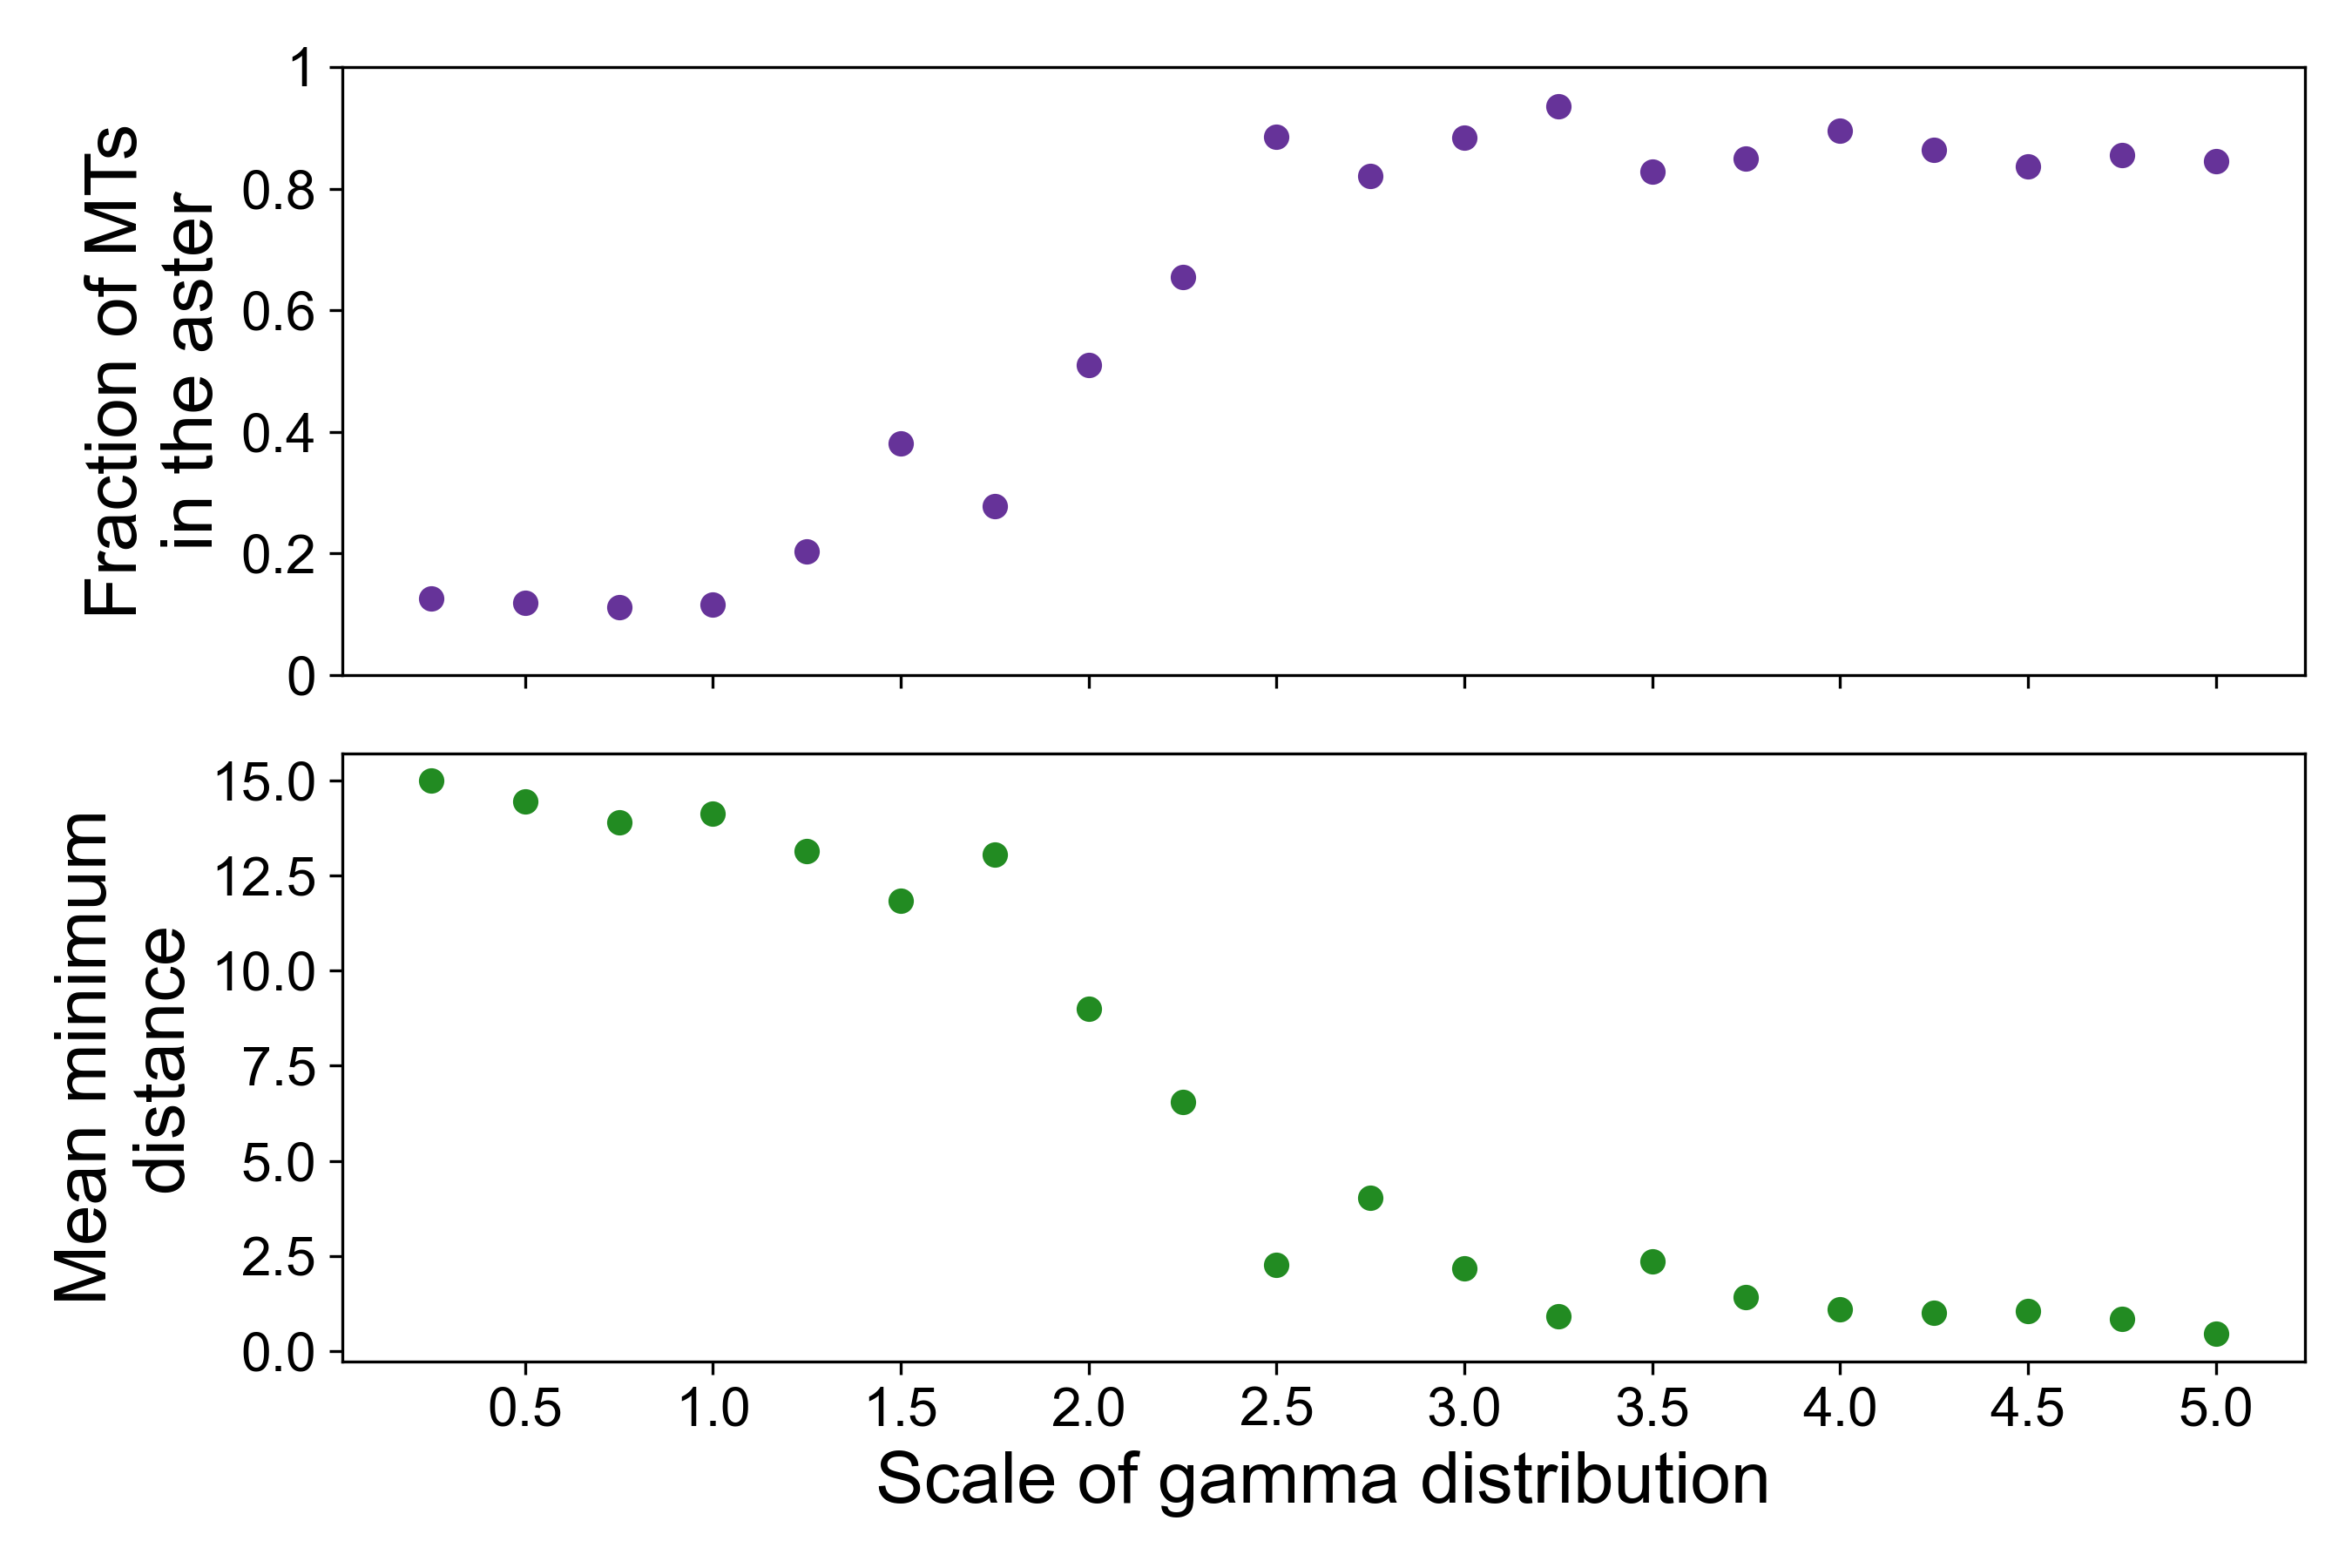 Fraction of MTs
in the aster
1
0.8
0.6
0.4
0.2
0
Mean minimum
distance
15.0
12.5
10.0
7.5
5.0
2.5
0.0
0.5 1.0 1.5 2.0 2.5 3.0 3.5 4.0 4.5 5.0
Scale of gamma distribution